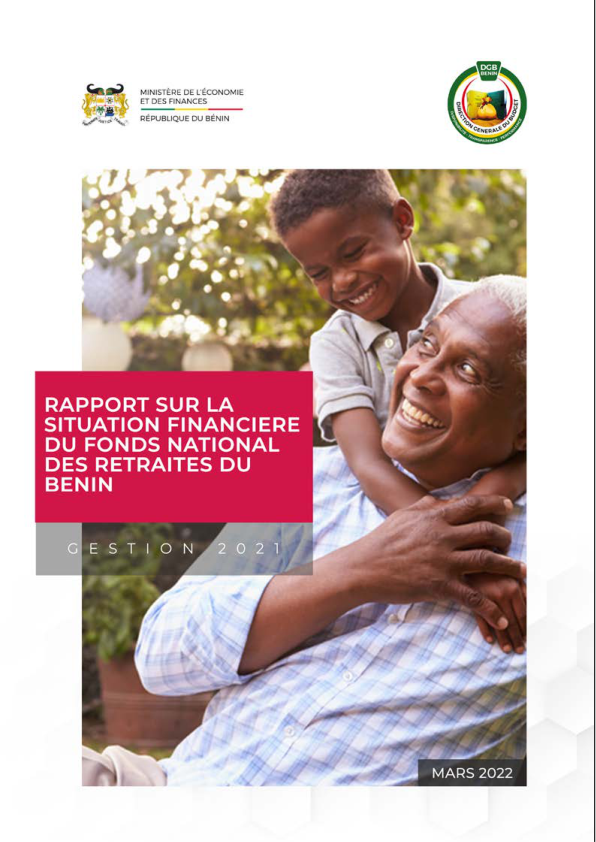 MINISTÈRE DE L'ÉCONOMIE
ET DES FINANCES
RÉPUBLIQUE DU BÉNIN
DGB
BENIN
DIRECTION GENERALE DU BUDGET
RAPPORT SUR LA
SITUATION FINANCIERE
DU FONDS NATIONAL
DES RETRAITES DU
BENIN
GESTION 2021
MARS 2022